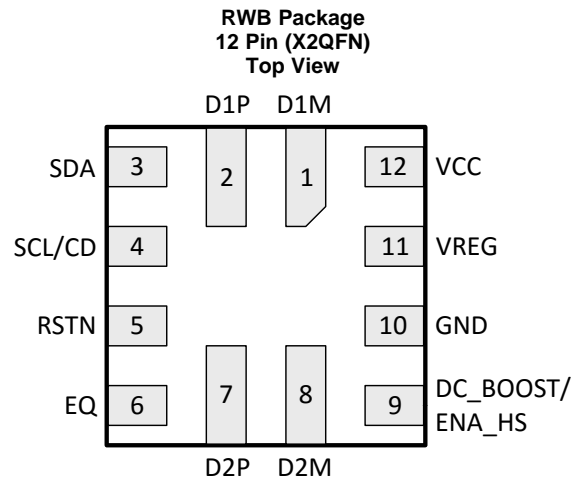 RWB Package
12 Pin (X2QFN)
Top View
D1P D1M
SDA 3 2 1 12 VCC
SCL/CD 4 11 VREG
RSTN 5 10 GND
EQ 6 7 8 9 DC_BOOST/
ENA_HS
D2P D2M